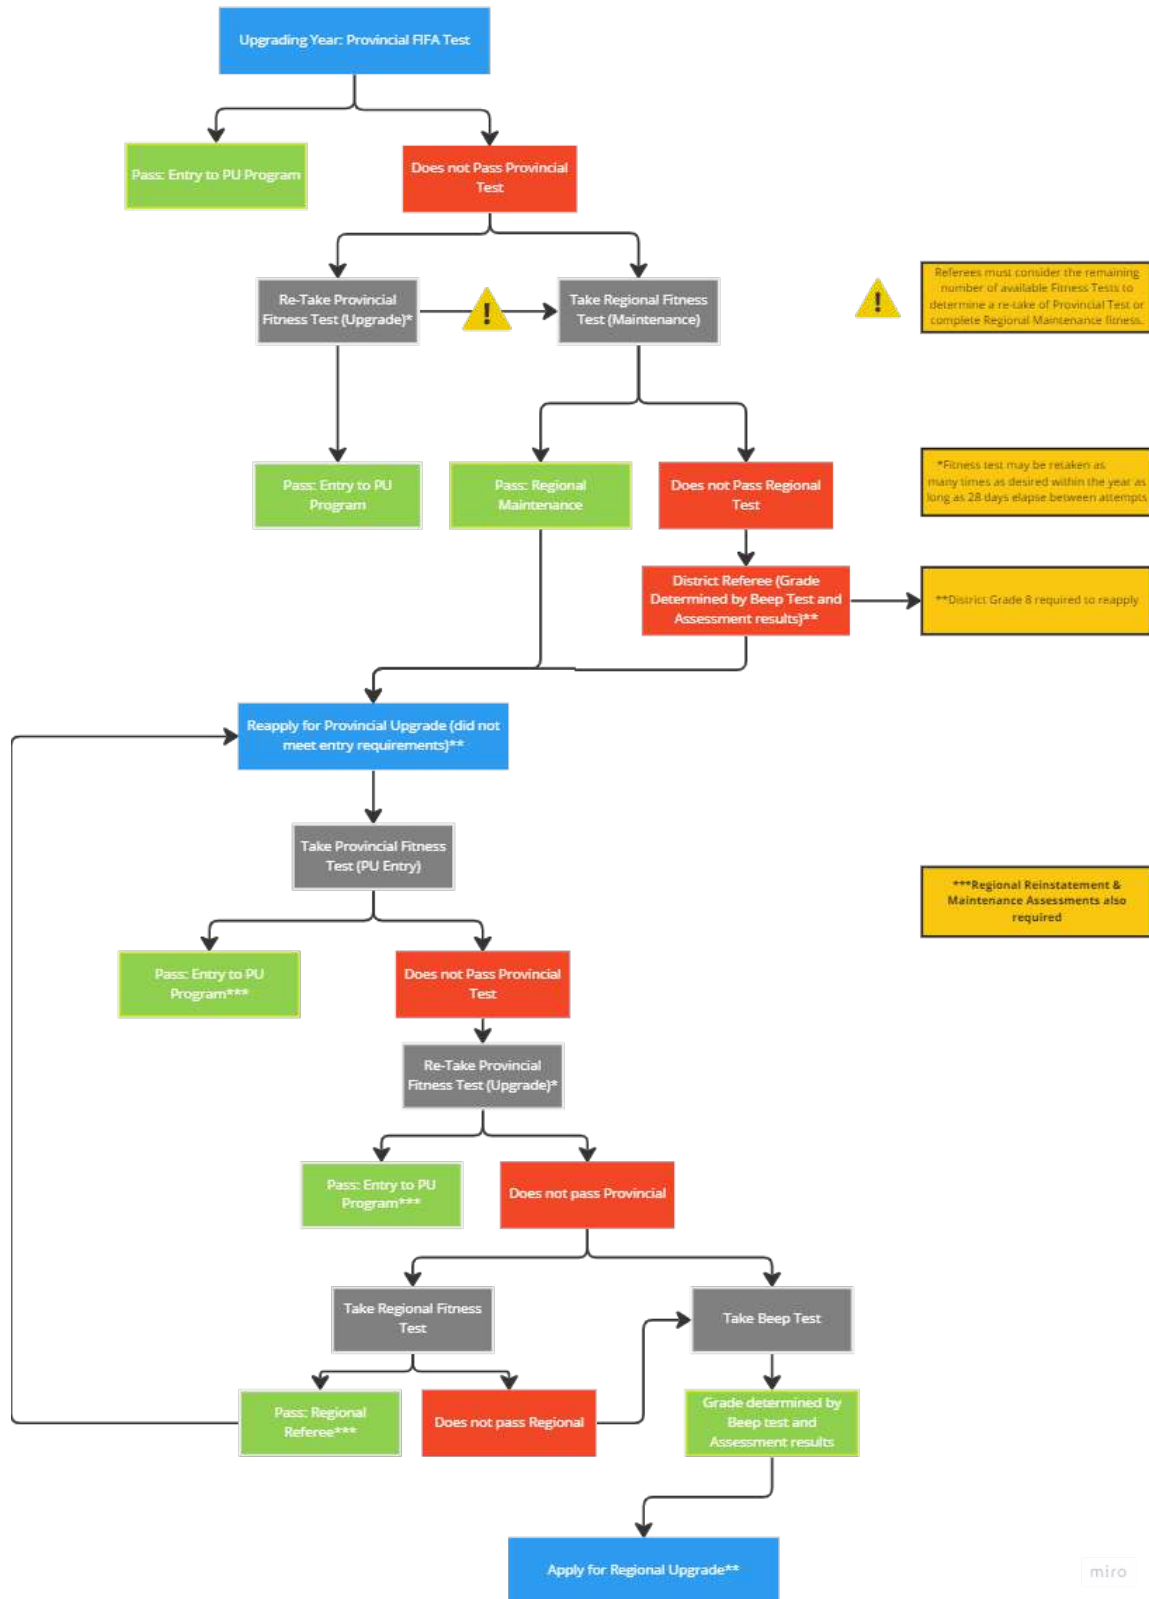 Upgrading Year: Provincial FIFA Test
Pass: Entry to PU Program
Does not Pass Provincial
Test
Re-Take Provincial
Fitness Test (Upgrade)*
!
Take Regional Fitness
Test (Maintenance)
!
Referees must consider the remaining
number of available Fitness Tests to
determine a re-take of Provincial Test or
complete Regional Maintenance fitness.
Pass: Entry to PU
Program
Pass: Regional
Maintenance
Does not Pass Regional
Test
*Fitness test may be retaken as
many times as desired within the year as
long as 28 days elapse between attempts
District Referee (Grade
Determined by Beep Test and
Assessment results)**
**District Grade 8 required to reapply
Reapply for Provincial Upgrade (did not
meet entry requirements)**
Take Provincial Fitness
Test (PU Entry)
***Regional Reinstatement &
Maintenance Assessments also
required
Pass: Entry to PU
Program***
Does not Pass Provincial
Test
Re-Take Provincial
Fitness Test (Upgrade)*
Pass: Entry to PU
Program***
Does not pass Provincial
Take Regional Fitness
Test
Take Beep Test
Pass: Regional
Referee***
Does not pass Regional
Grade determined by
Beep test and
Assessment results
Apply for Regional Upgrade**
miro